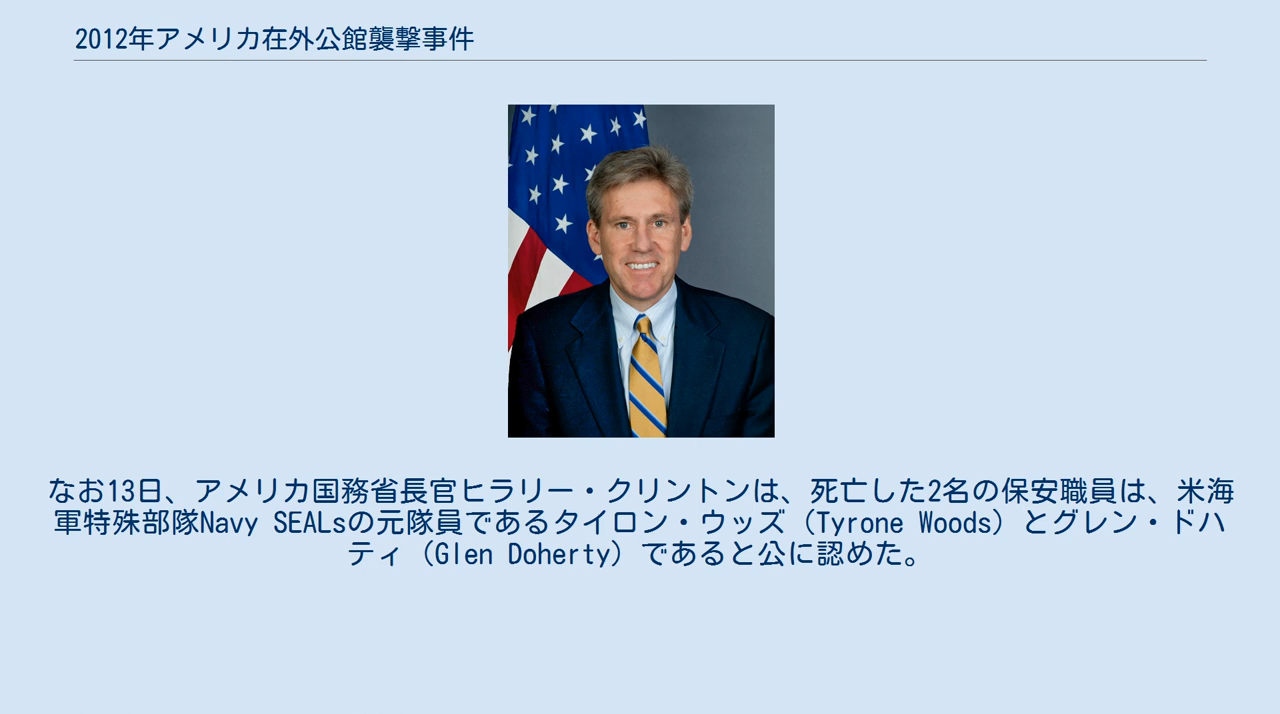 2012年アメリカ在外公館襲撃事件
なお13日、アメリカ国務省長官ヒラリー・クリントンは、死亡した2名の保安職員は、米海
軍特殊部隊Navy SEALsの元隊員であるタイロン・ウッズ（Tyrone Woods）とグレン・ドハ
ティ（Glen Doherty）であると公に認めた。